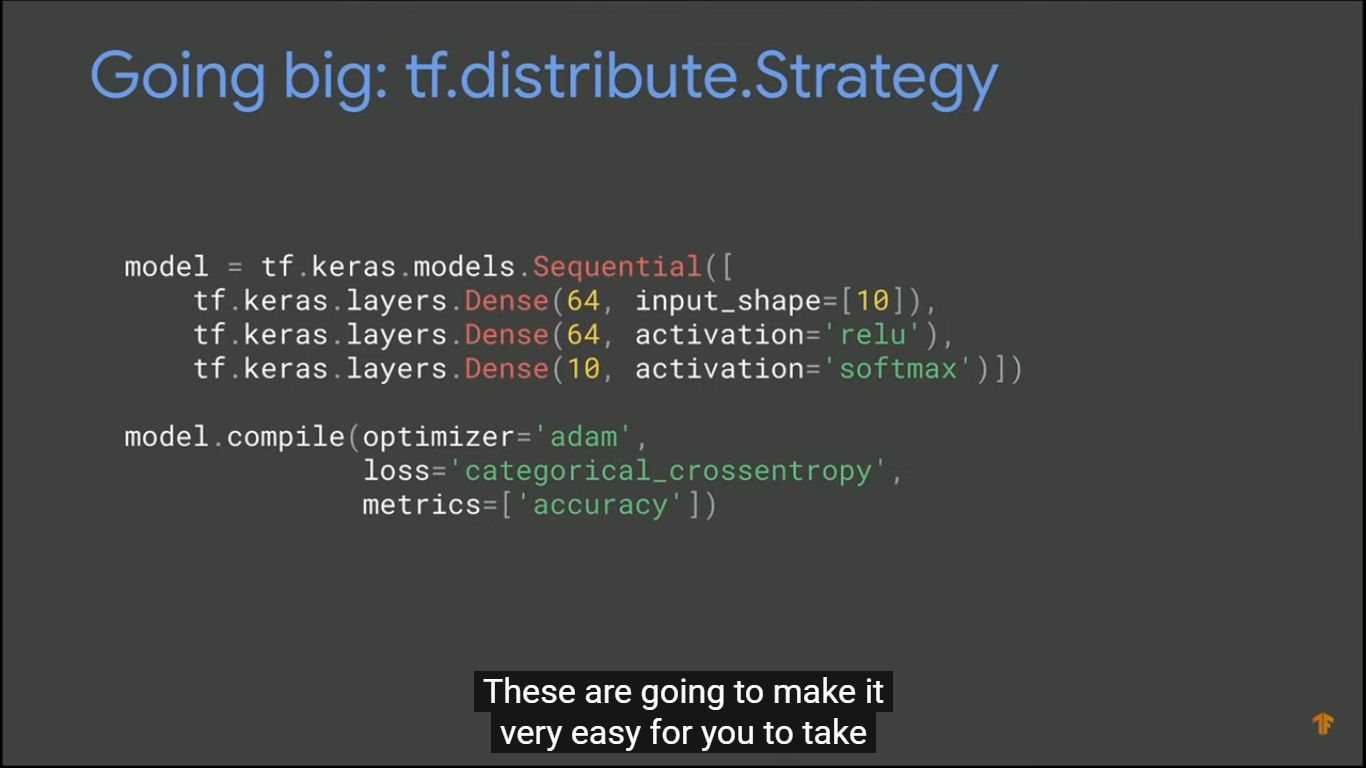 Going big: tf.distribute.Strategy
model = tf.keras.models.Sequential([
    tf.keras.layers.Dense(64, input_shape=[10]),
    tf.keras.layers.Dense(64, activation='relu'),
    tf.keras.layers.Dense(10, activation='softmax')])
model.compile(optimizer='adam',
              loss='categorical_crossentropy',
              metrics=['accuracy'])
These are going to make it
very easy for you to take